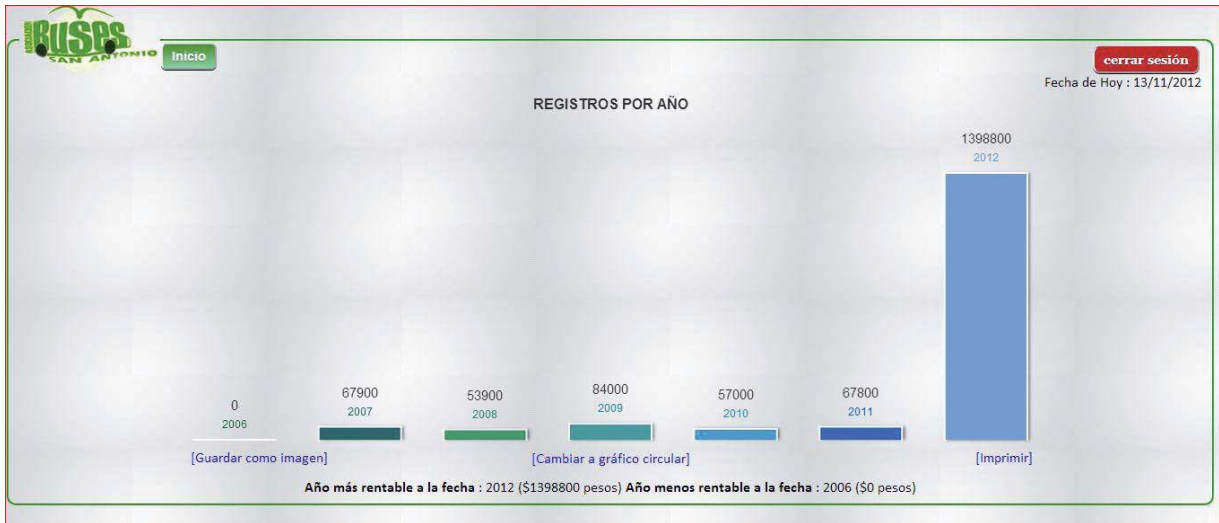 ASOCIACION
BUSES
SAN ANTONIO
Inicio
cerrar sesión
Fecha de Hoy : 13/11/2012
REGISTROS POR AÑO
1398800
2012
0
2006
67900
2007
53900
2008
84000
2009
57000
2010
67800
2011
[Guardar como imagen] [Cambiar a gráfico circular] [Imprimir]
Año más rentable a la fecha : 2012 ($1398800 pesos) Año menos rentable a la fecha : 2006 ($0 pesos)